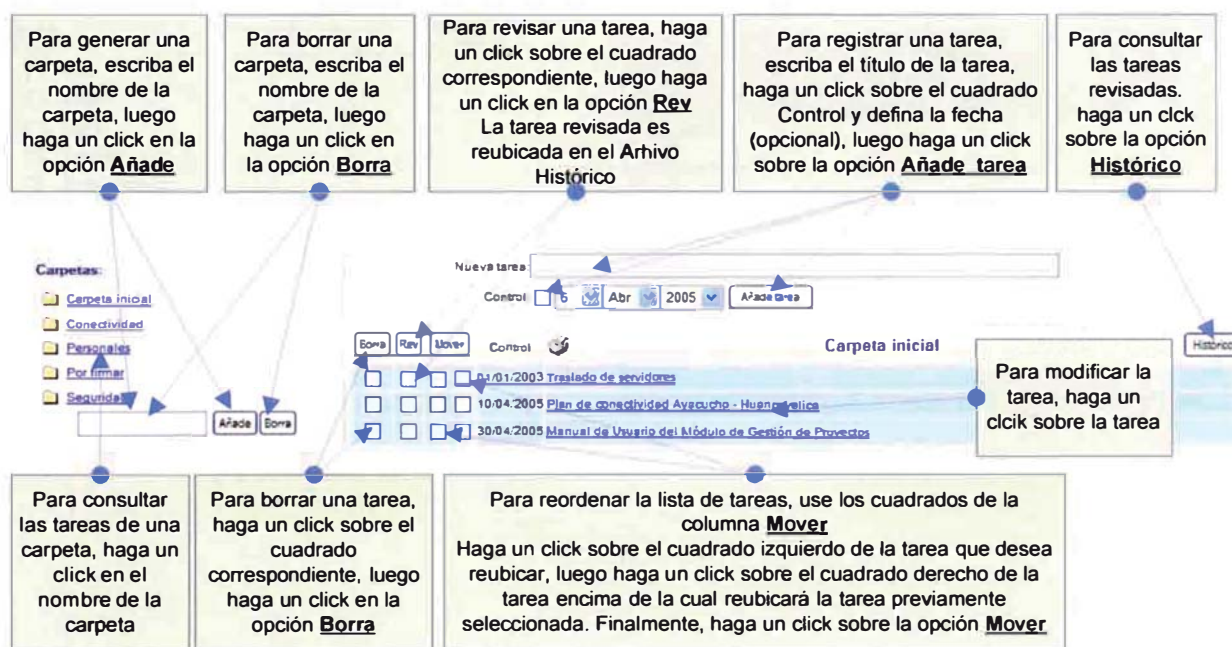 Para generar una
carpeta, escriba el
nombre de la
carpeta, luego
haga un click en la
opción Añade
Para borrar una
carpeta, escriba el
nombre de la
carpeta, luego
haga un click en
la opción Borra
Para revisar una tarea, haga
un click sobre el cuadrado
correspondiente, luego haga
un click en la opción Rev
La tarea revisada es
reubicada en el Arhivo
Histórico
Para registrar una tarea,
escriba el título de la tarea,
haga un click sobre el cuadrado
Control y defina la fecha
(opcional), luego haga un click
sobre la opción Añade tarea
Para consultar
las tareas
revisadas.
haga un clck
sobre la opción
Histórico
Carpetas:
Carpeta inicial
Conectividad
Personales
Por firmar
Seguridad
Añade Borra
Nueva tarea
Control 6 Abr 2005 Añade tarea
Borra Rev Mover Control Carpeta inicial Histórico
01/01/2003 Traslado de servidores
10/04/2005 Plan de conectividad Ayacucho - Huancavelica
30/04/2005 Manual de Usuario del Módulo de Gestión de Proyectos
Para modificar la
tarea, haga un
clcik sobre la tarea
Para consultar
las tareas de una
carpeta, haga un
click en el
nombre de la
carpeta
Para borrar una tarea,
haga un click sobre el
cuadrado
correspondiente, luego
haga un click en la
opción Borra
Para reordenar la lista de tareas, use los cuadrados de la
columna Mover
Haga un click sobre el cuadrado izquierdo de la tarea que desea
reubicar, luego haga un click sobre el cuadrado derecho de la
tarea encima de la cual reubicará la tarea previamente
seleccionada. Finalmente, haga un click sobre la opción Mover